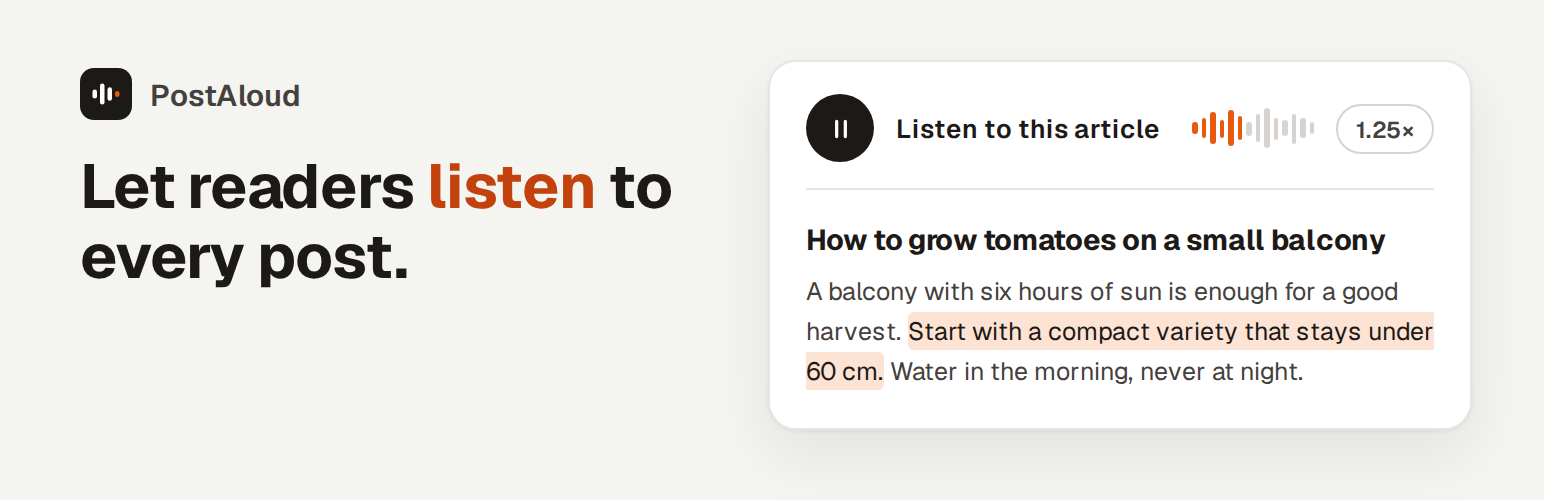 PostAloud
Let readers listen to
every post.
Listen to this article
1.25×
How to grow tomatoes on a small balcony
A balcony with six hours of sun is enough for a good
harvest. Start with a compact variety that stays under
60 cm. Water in the morning, never at night.